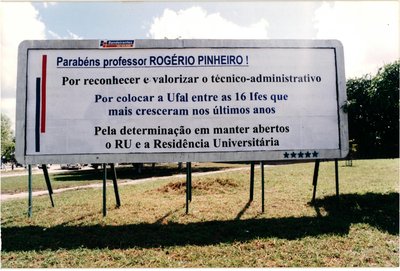 Parabéns professor ROGÉRIO PINHEIRO !
Por reconhecer e valorizar o técnico-administrativo
Por colocar a Ufal entre as 16 Ifes que
mais cresceram nos últimos anos
Pela determinação em manter abertos
o RU e a Residência Universitária